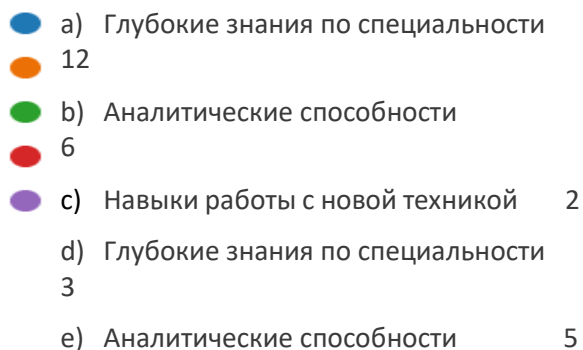 a) Глубокие знания по специальности
12
b) Аналитические способности
6
c) Навыки работы с новой техникой 2
d) Глубокие знания по специальности
3
e) Аналитические способности 5